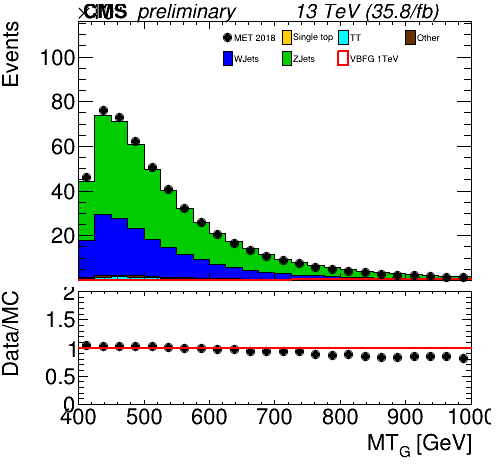 CMS preliminary 13 TeV (35.8/fb)
Events
MET 2018 Single top TT Other
WJets ZJets VBFG 1TeV
100
80
60
40
20
Data/MC
2
1.5
1
0.5
0
400 500 600 700 800 900 1000
MT_G [GeV]